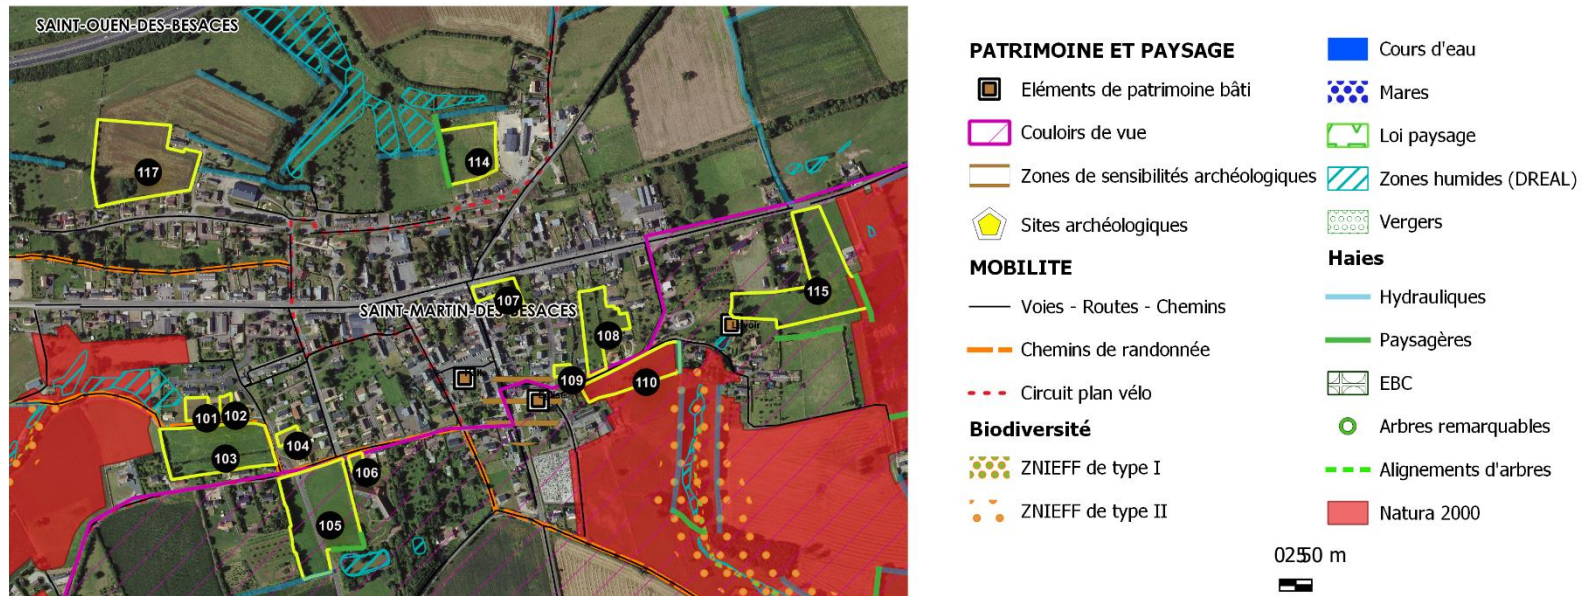 SAINT-OUEN-DES-BESACES
117
114
115
107
SAINT-MARTIN-DES-BESACES
108
Lavoir
109
110
101
102
103
104
106
105
PATRIMOINE ET PAYSAGE
Eléments de patrimoine bâti
Couloirs de vue
Zones de sensibilités archéologiques
Sites archéologiques
MOBILITE
Voies - Routes - Chemins
Chemins de randonnée
Circuit plan vélo
Biodiversité
ZNIEFF de type I
ZNIEFF de type II
Cours d'eau
Mares
Loi paysage
Zones humides (DREAL)
Vergers
Haies
Hydrauliques
Paysagères
EBC
Arbres remarquables
Alignements d'arbres
Natura 2000
02550 m